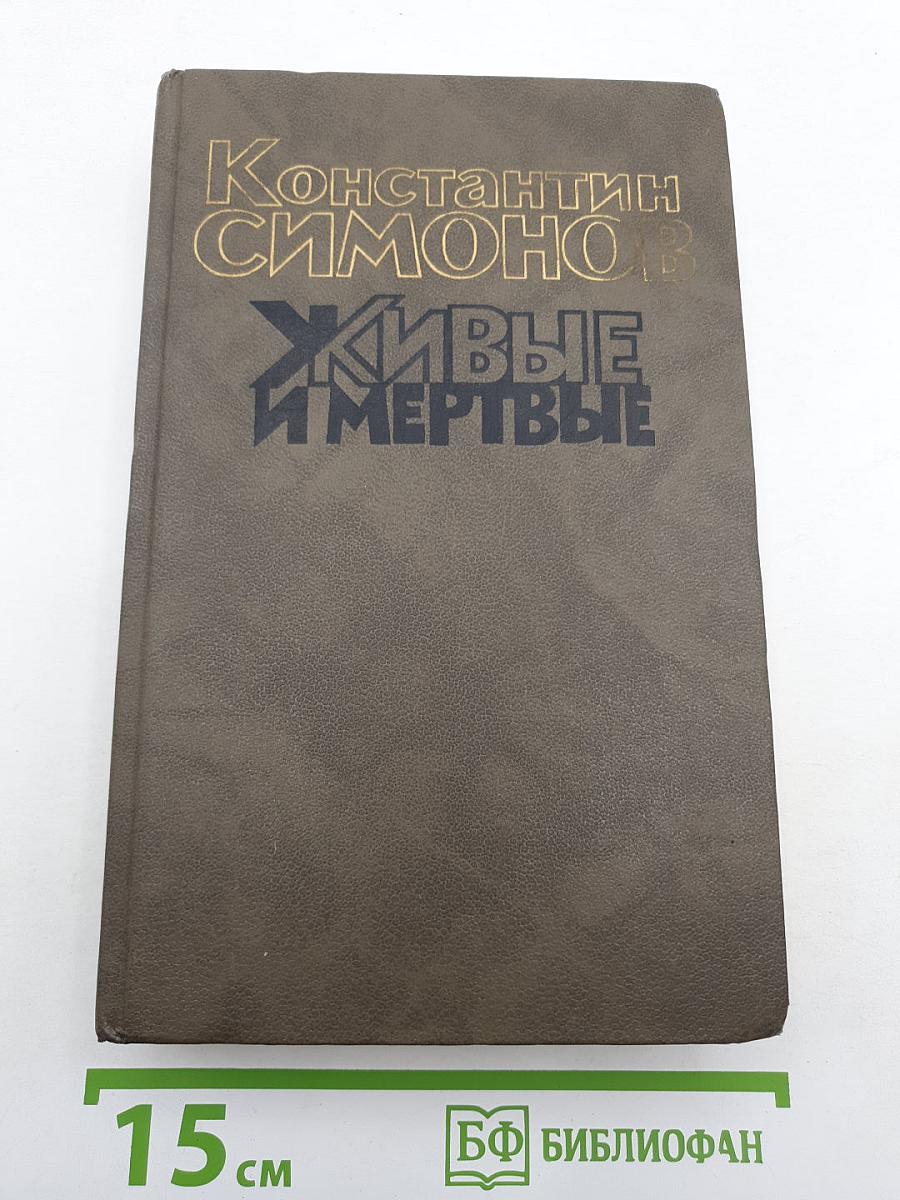 Константин
СИМОНОВ
ЖИВЫЕ
И МЕРТВЫЕ
15 см
БФ БИБЛИОФАН